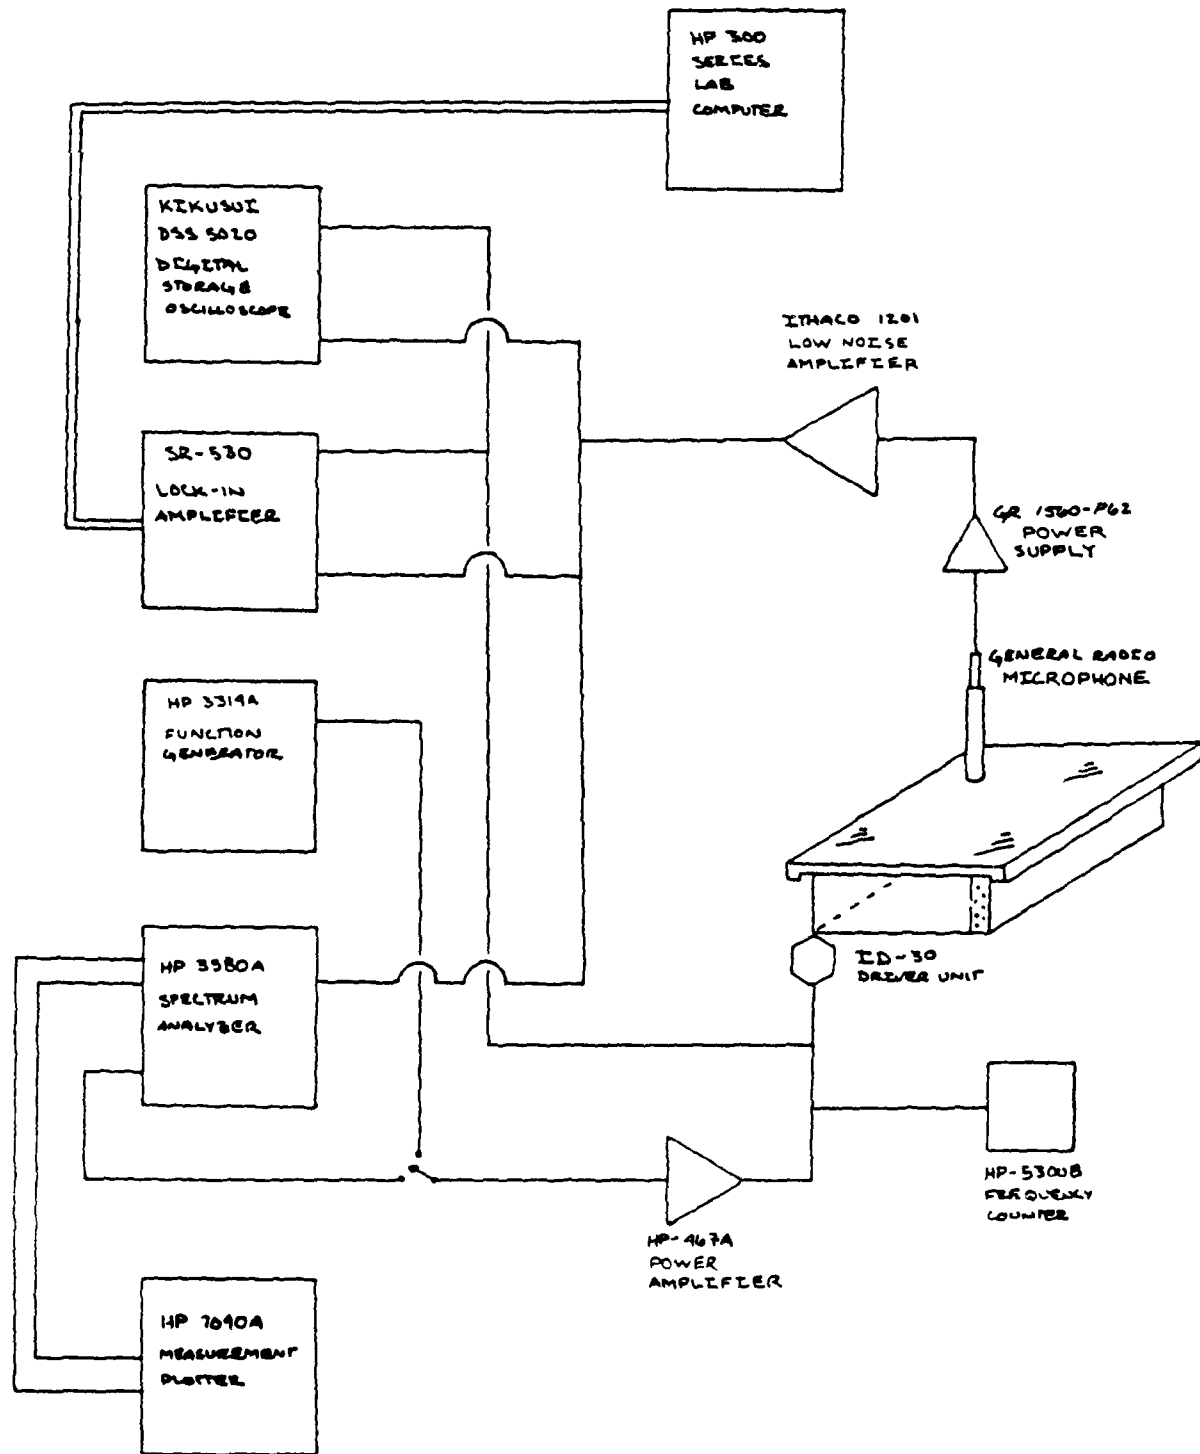 HP 300
SERIES
LAB
COMPUTER
KIKUSUI
DSS 5020
DIGITAL
STORAGE
OSCILLOSCOPE
ITHACO 1201
LOW NOISE
AMPLIFIER
SR-530
LOCK-IN
AMPLIFIER
GR 1560-P62
POWER
SUPPLY
GENERAL RADIO
MICROPHONE
HP 3314A
FUNCTION
GENERATOR
HP 3580A
SPECTRUM
ANALYZER
ID-30
DRIVER UNIT
HP-5300B
FREQUENCY
COUNTER
HP-467A
POWER
AMPLIFIER
HP 7090A
MEASUREMENT
PLOTTER